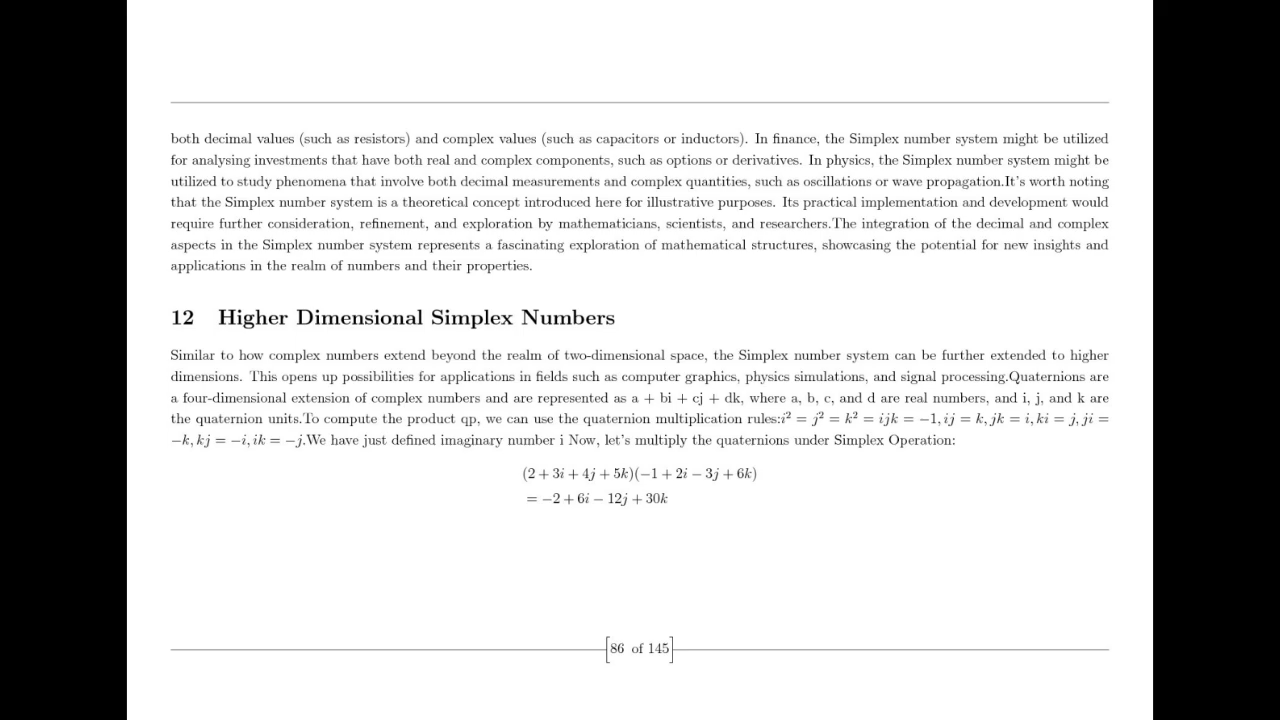 both decimal values (such as resistors) and complex values (such as capacitors or inductors). In finance, the Simplex number system might be utilized
for analysing investments that have both real and complex components, such as options or derivatives. In physics, the Simplex number system might be
utilized to study phenomena that involve both decimal measurements and complex quantities, such as oscillations or wave propagation.It's worth noting
that the Simplex number system is a theoretical concept introduced here for illustrative purposes. Its practical implementation and development would
require further consideration, refinement, and exploration by mathematicians, scientists, and researchers.The integration of the decimal and complex
aspects in the Simplex number system represents a fascinating exploration of mathematical structures, showcasing the potential for new insights and
applications in the realm of numbers and their properties.
12 Higher Dimensional Simplex Numbers
Similar to how complex numbers extend beyond the realm of two-dimensional space, the Simplex number system can be further extended to higher
dimensions. This opens up possibilities for applications in fields such as computer graphics, physics simulations, and signal processing.Quaternions are
a four-dimensional extension of complex numbers and are represented as a + bi + cj + dk, where a, b, c, and d are real numbers, and i, j, and k are
the quaternion units.To compute the product qp, we can use the quaternion multiplication rules:i² = j² = k² = ijk = −1, ij = k, jk = i, ki = j, ji =
−k, kj = −i, ik = −j.We have just defined imaginary number i Now, let's multiply the quaternions under Simplex Operation:
(2 + 3i + 4j + 5k)(−1 + 2i − 3j + 6k)
= −2 + 6i − 12j + 30k
86 of 145